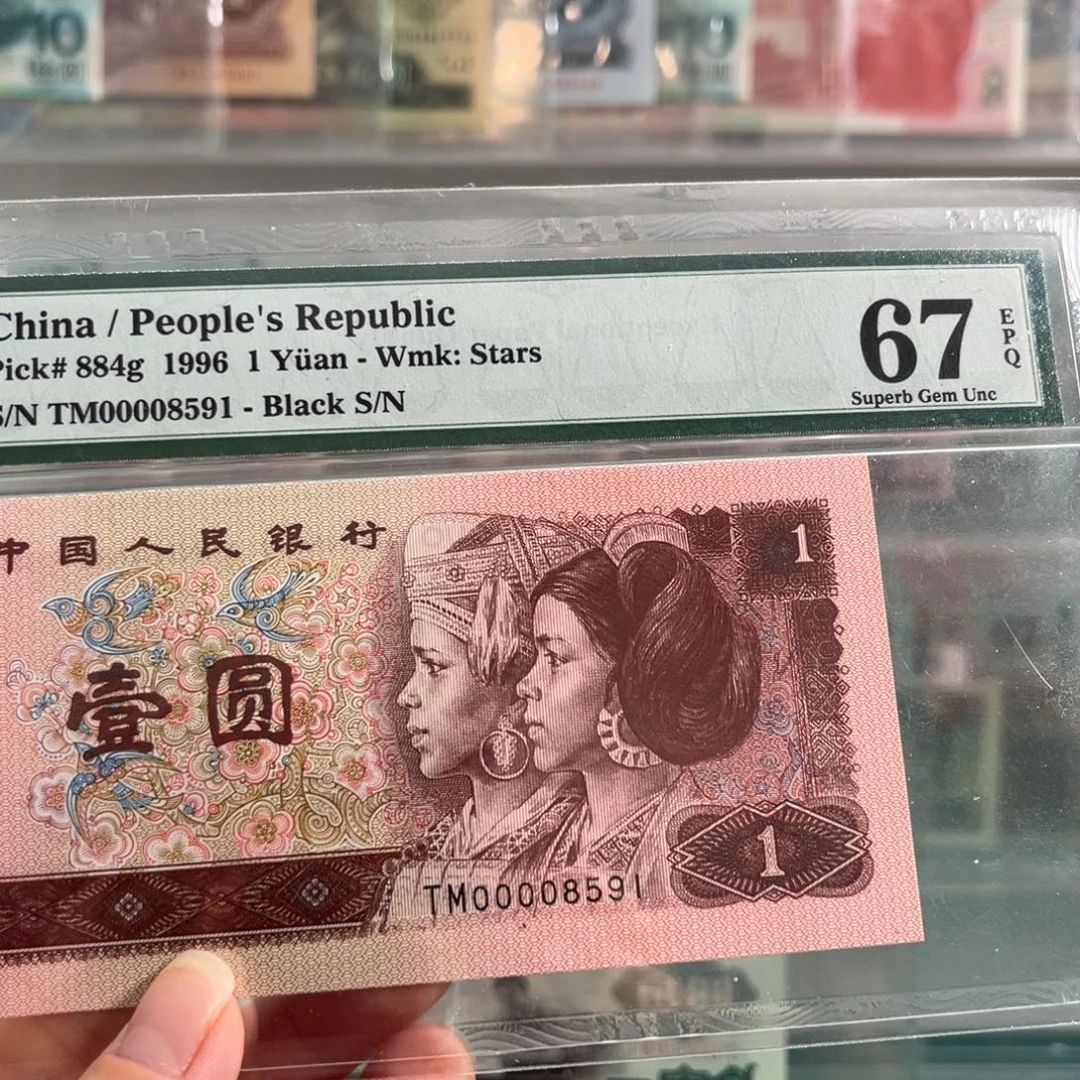 10
China / People's Republic
Pick# 884g 1996 1 Yüan - Wmk: Stars
S/N TM00008591 - Black S/N
67
EPQ
Superb Gem Unc
中国人民银行
1
壹圆
1
TM00008591